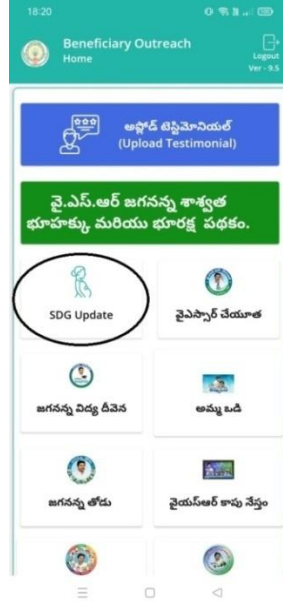 18:20
Beneficiary Outreach
Home
Logout
Ver - 9.5
అప్లోడ్ టెస్టిమోనియల్
(Upload Testimonial)
వై.ఎస్.ఆర్ జగనన్న శాశ్వత
భూహక్కు మరియు భూరక్ష పథకం.
SDG Update
వైఎస్సార్ చేయూత
జగనన్న విద్య దీవెన
అమ్మ ఒడి
జగనన్న తోడు
వైయస్ఆర్ కాపు నేస్తం